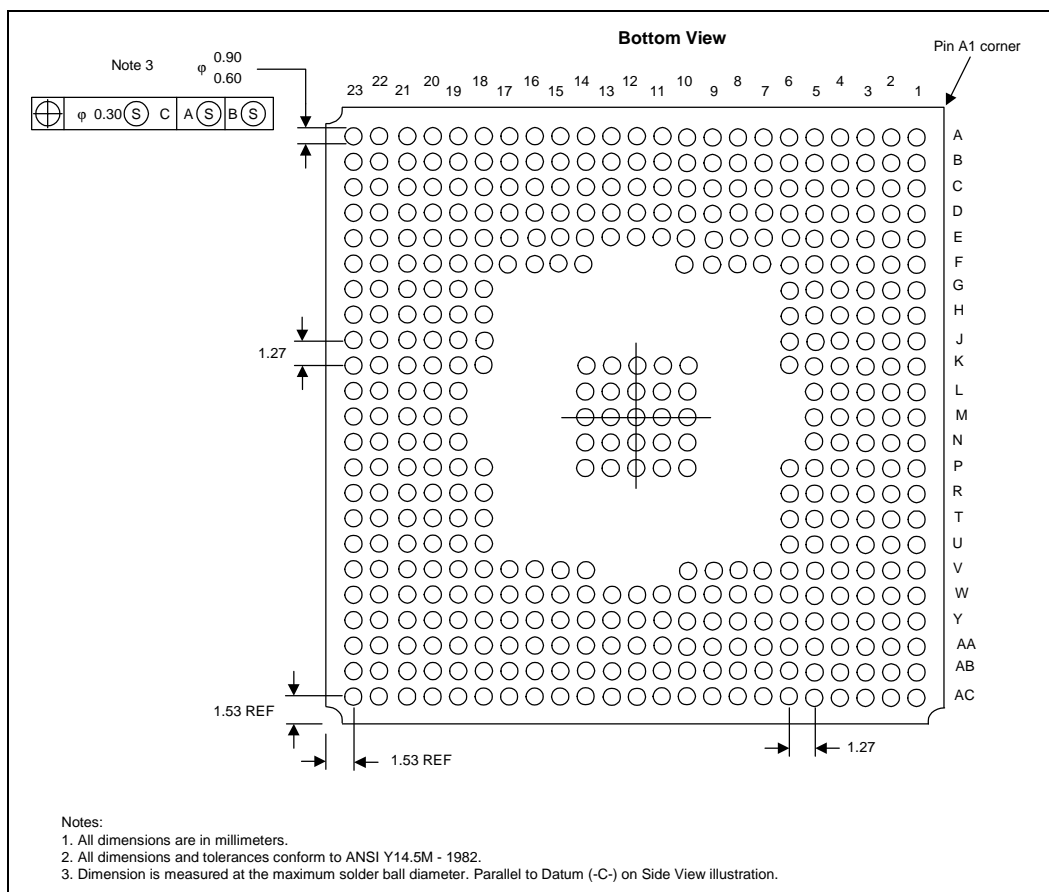 Bottom View
Pin A1 corner
Note 3
φ 0.90
0.60
φ 0.30 S C A S B S
23 22 21 20 19 18 17 16 15 14 13 12 11 10 9 8 7 6 5 4 3 2 1
A
B
C
D
E
F
G
H
J
1.27
K
L
M
N
P
R
T
U
V
W
Y
AA
AB
AC
1.53 REF
1.53 REF
1.27
Notes:
1. All dimensions are in millimeters.
2. All dimensions and tolerances conform to ANSI Y14.5M - 1982.
3. Dimension is measured at the maximum solder ball diameter. Parallel to Datum (-C-) on Side View illustration.